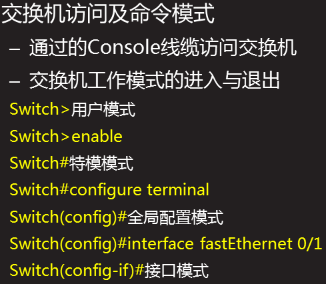 交换机访问及命令模式
– 通过的Console线缆访问交换机
– 交换机工作模式的进入与退出
Switch>用户模式
Switch>enable
Switch#特模模式
Switch#configure terminal
Switch(config)#全局配置模式
Switch(config)#interface fastEthernet 0/1
Switch(config-if)#接口模式